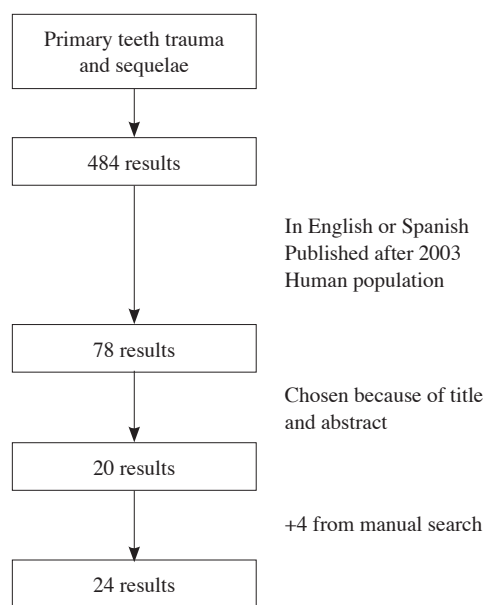 Primary teeth trauma
and sequelae
484 results
In English or Spanish
Published after 2003
Human population
78 results
Chosen because of title
and abstract
20 results
+4 from manual search
24 results